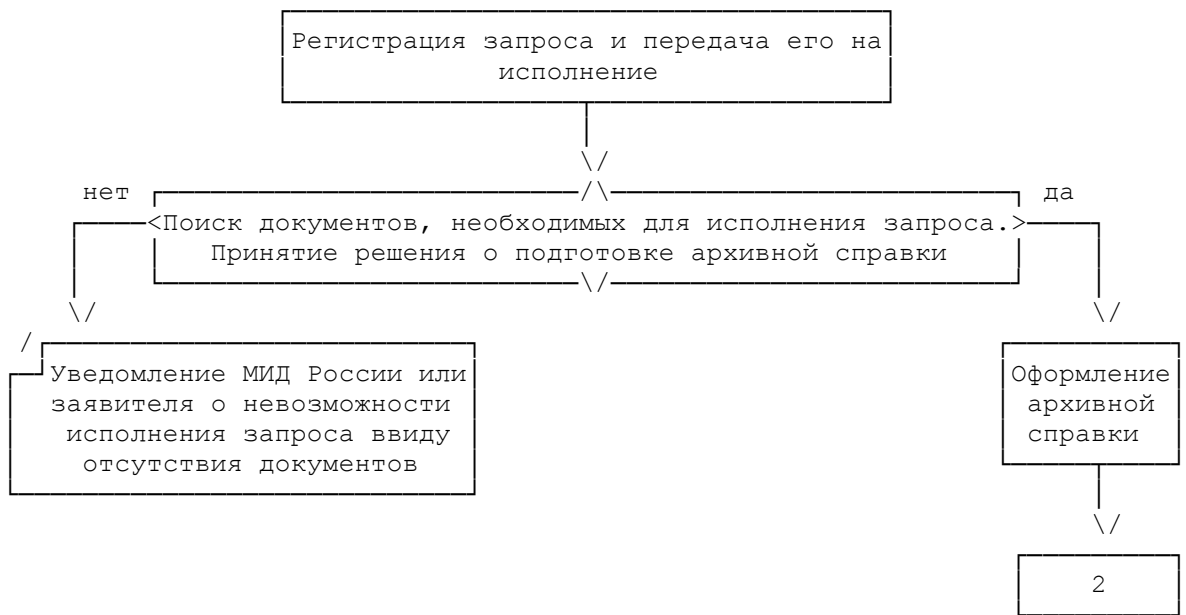 Регистрация запроса и передача его на
исполнение
нет
да
Поиск документов, необходимых для исполнения запроса.
Принятие решения о подготовке архивной справки
Уведомление МИД России или
заявителя о невозможности
исполнения запроса ввиду
отсутствия документов
Оформление
архивной
справки
2